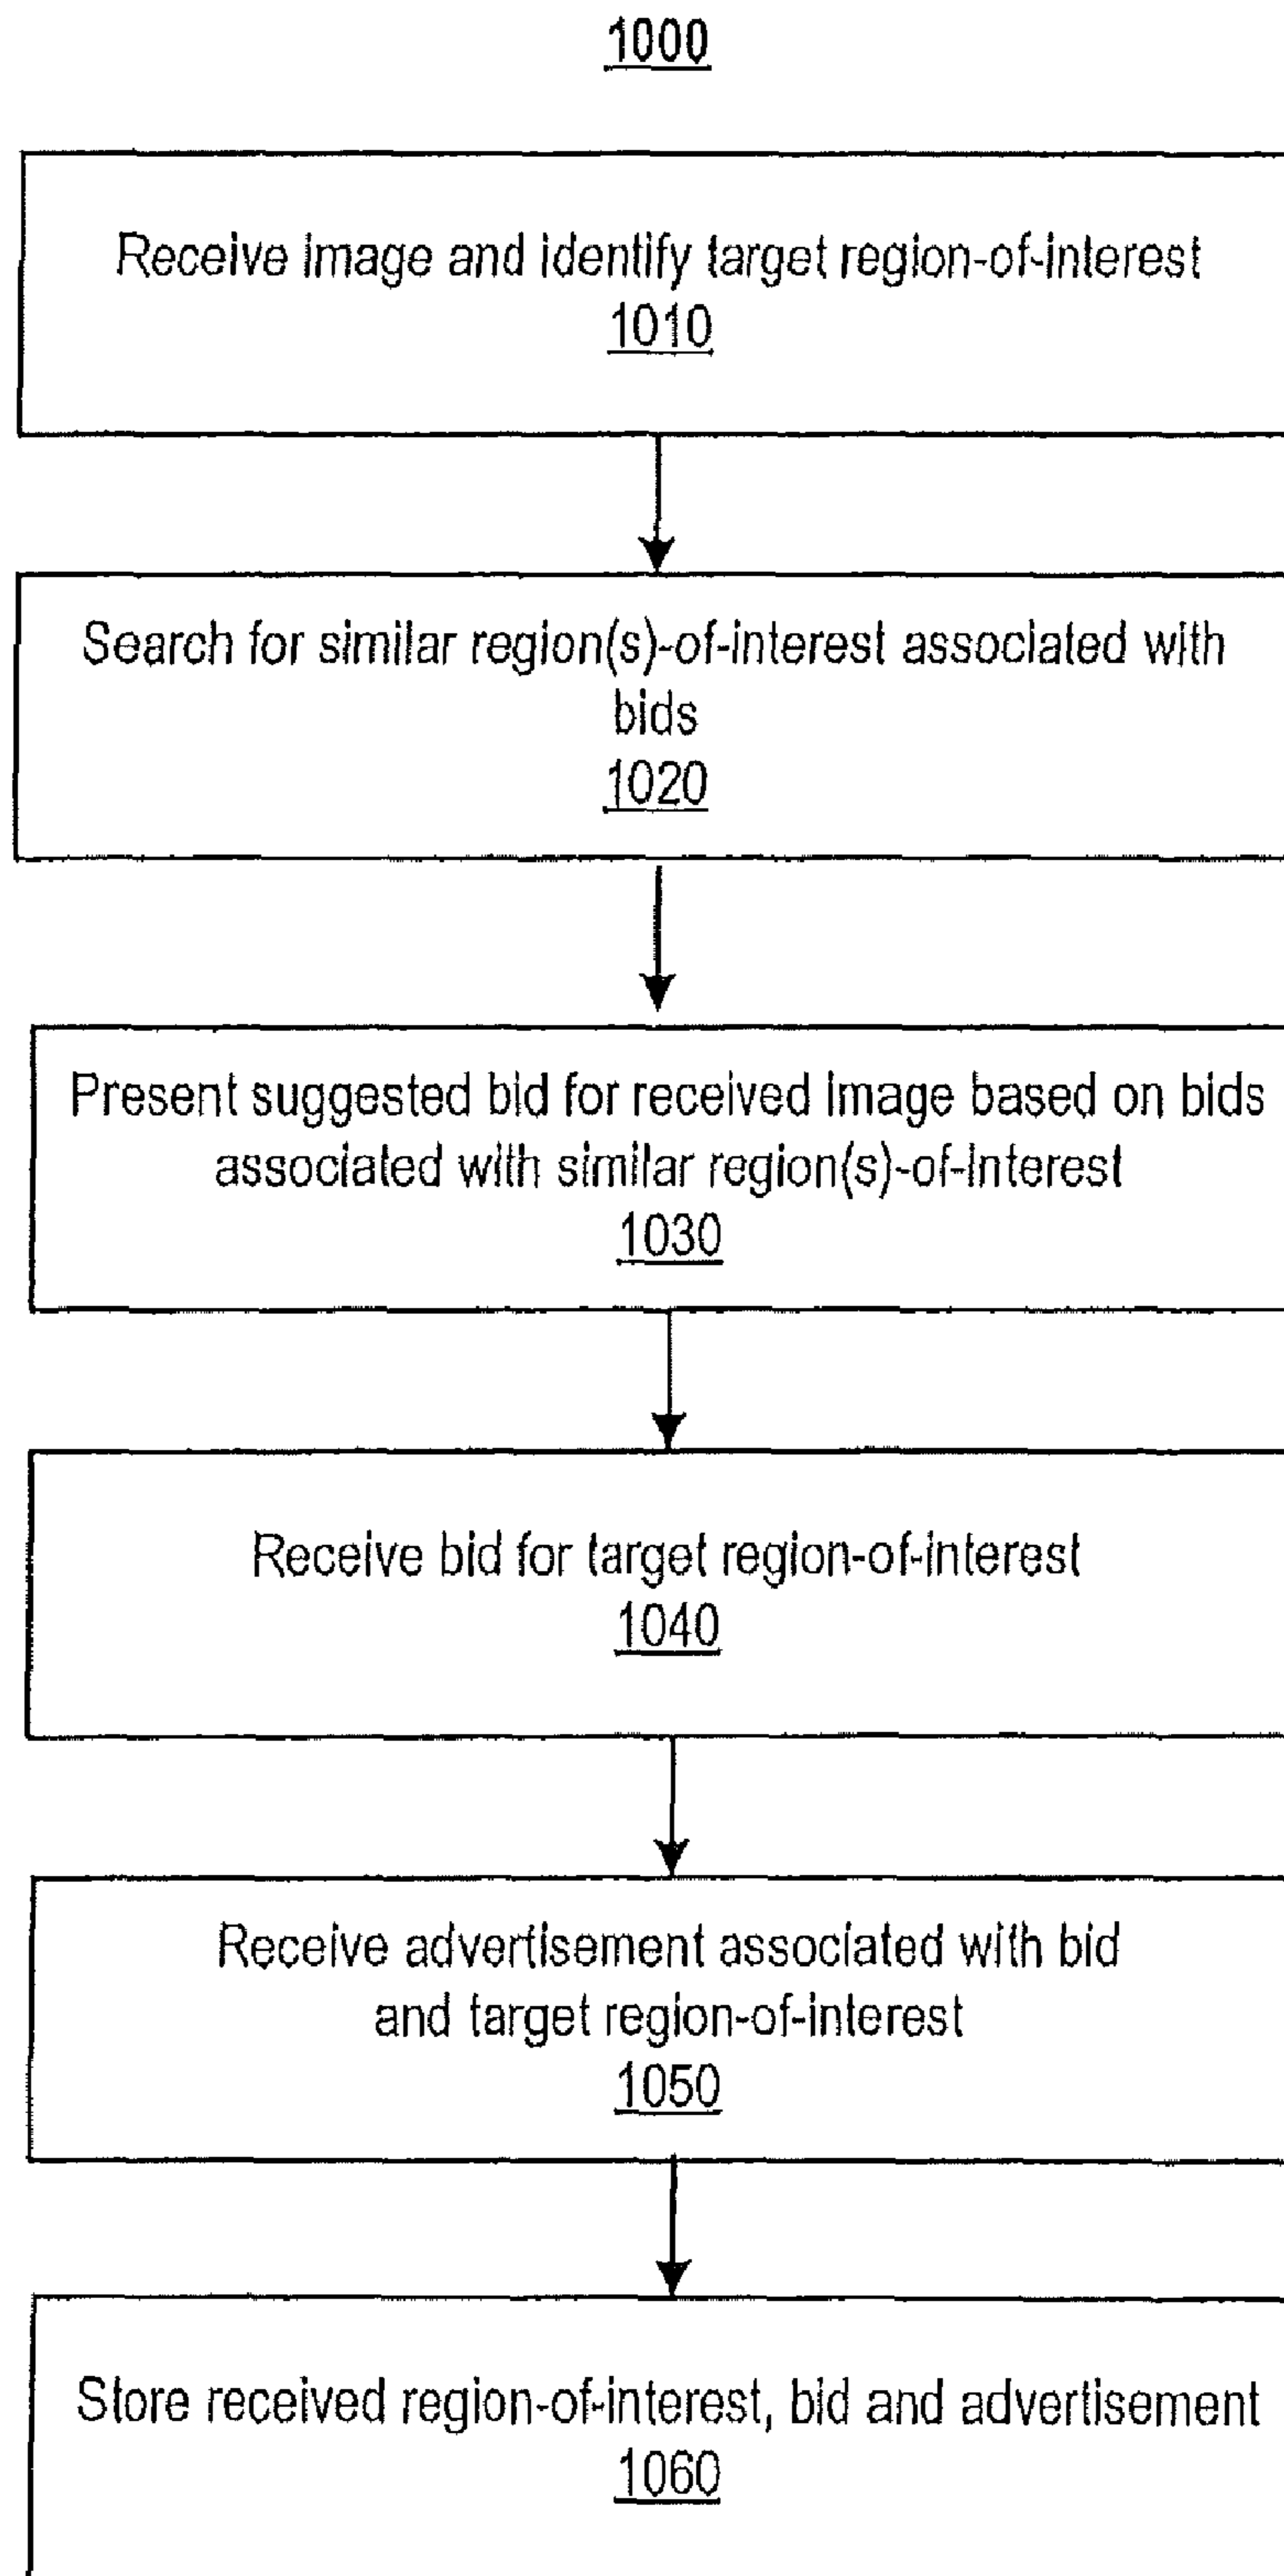 1000
Receive image and identify target region-of-interest
1010
Search for similar region(s)-of-interest associated with
bids
1020
Present suggested bid for received image based on bids
associated with similar region(s)-of-interest
1030
Receive bid for target region-of-interest
1040
Receive advertisement associated with bid
and target region-of-interest
1050
Store received region-of-interest, bid and advertisement
1060